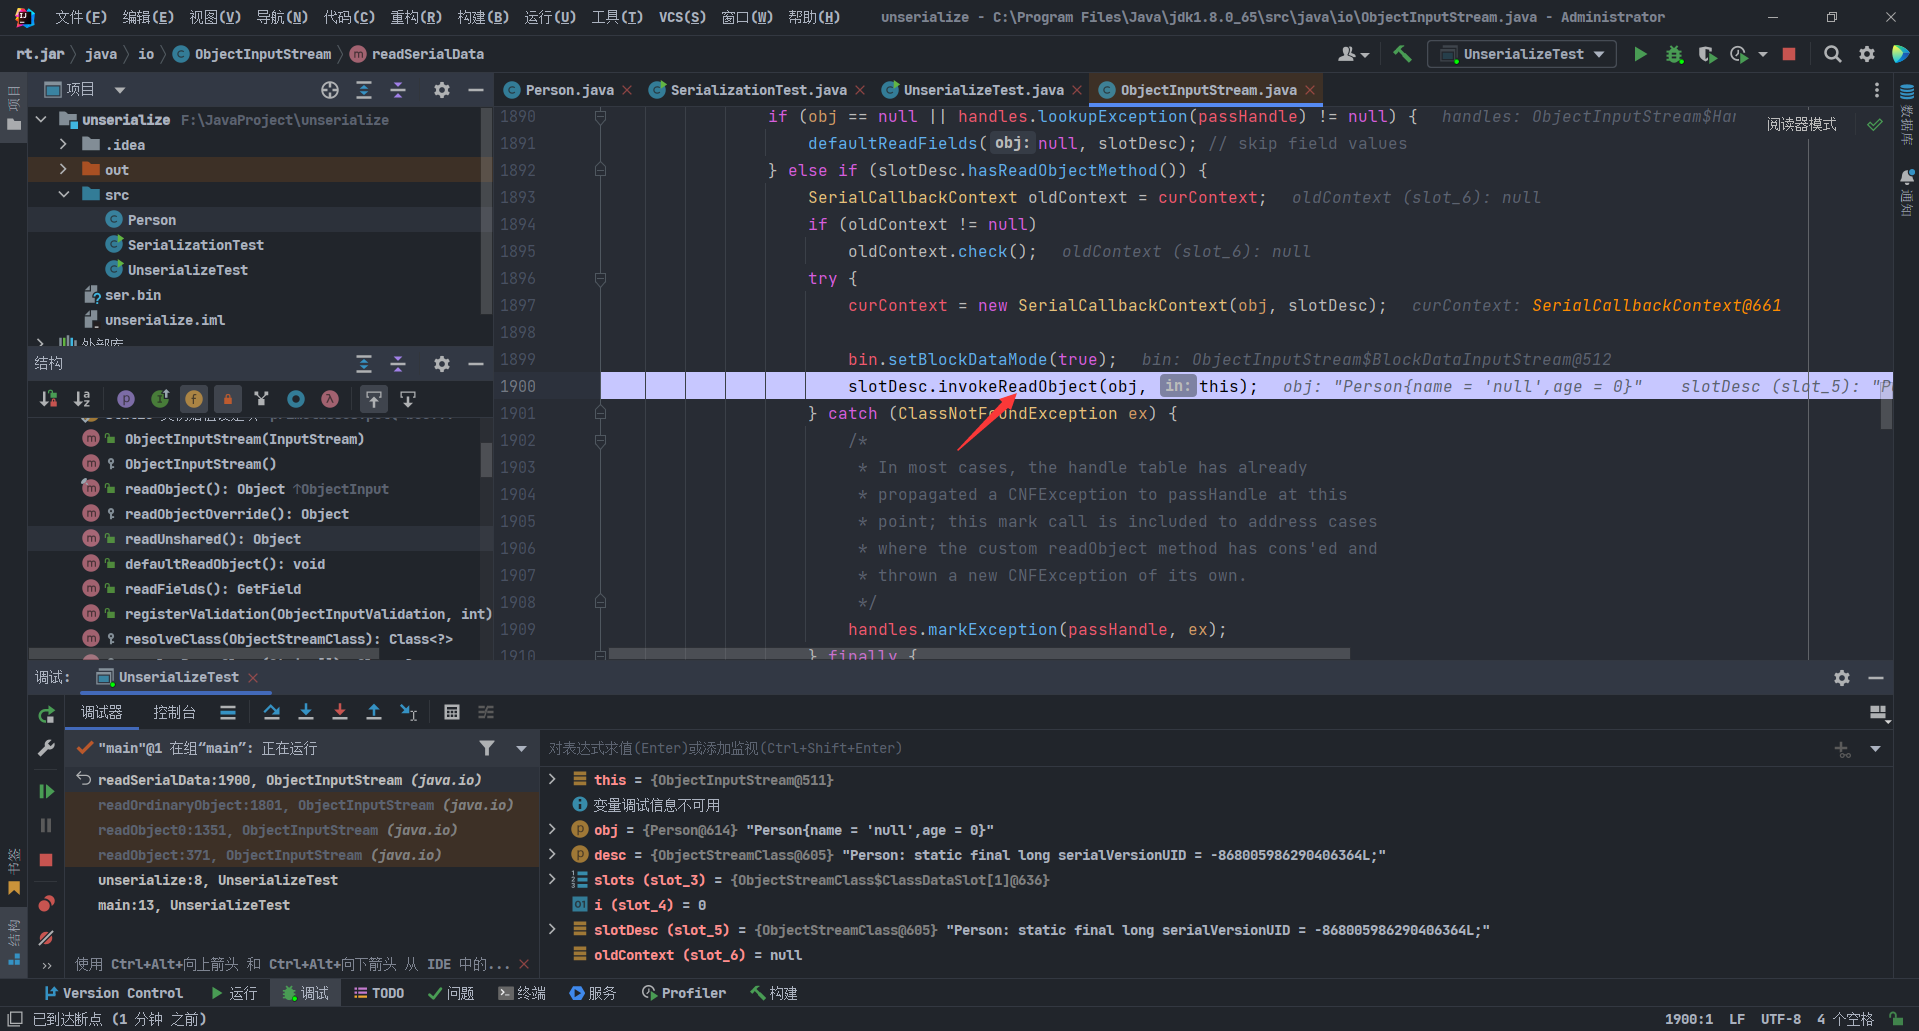 文件(F) 编辑(E) 视图(V) 导航(N) 代码(C) 重构(R) 构建(B) 运行(U) 工具(T) VCS(S) 窗口(W) 帮助(H) unserialize - C:\Program Files\Java\jdk1.8.0_65\src\java\io\ObjectInputStream.java - Administrator
rt.jar java io ObjectInputStream readSerialData UnserializeTest
项目
Person.java SerializationTest.java UnserializeTest.java ObjectInputStream.java
项目
unserialize F:\JavaProject\unserialize
.idea
out
src
Person
SerializationTest
UnserializeTest
ser.bin
unserialize.iml
外部库
结构
ObjectInputStream(InputStream)
ObjectInputStream()
readObject(): Object ↑ObjectInput
readObjectOverride(): Object
readUnshared(): Object
defaultReadObject(): void
readFields(): GetField
registerValidation(ObjectInputValidation, int)
resolveClass(ObjectStreamClass): Class<?>
阅读器模式
数据库
通知
1890 if (obj == null || handles.lookupException(passHandle) != null) { handles: ObjectInputStream$Har
1891 defaultReadFields(obj: null, slotDesc); // skip field values
1892 } else if (slotDesc.hasReadObjectMethod()) {
1893 SerialCallbackContext oldContext = curContext; oldContext (slot_6): null
1894 if (oldContext != null)
1895 oldContext.check(); oldContext (slot_6): null
1896 try {
1897 curContext = new SerialCallbackContext(obj, slotDesc); curContext: SerialCallbackContext@661
1898
1899 bin.setBlockDataMode(true); bin: ObjectInputStream$BlockDataInputStream@512
1900 slotDesc.invokeReadObject(obj, in: this); obj: "Person{name = 'null',age = 0}" slotDesc (slot_5): "P
1901 } catch (ClassNotFoundException ex) {
1902 /*
1903 * In most cases, the handle table has already
1904 * propagated a CNFException to passHandle at this
1905 * point; this mark call is included to address cases
1906 * where the custom readObject method has cons'ed and
1907 * thrown a new CNFException of its own.
1908 */
1909 handles.markException(passHandle, ex);
1910 } finally {
调试: UnserializeTest
调试器 控制台
"main"@1 在组“main”: 正在运行
readSerialData:1900, ObjectInputStream (java.io)
readOrdinaryObject:1801, ObjectInputStream (java.io)
readObject0:1351, ObjectInputStream (java.io)
readObject:371, ObjectInputStream (java.io)
unserialize:8, UnserializeTest
main:13, UnserializeTest
使用 Ctrl+Alt+向上箭头 和 Ctrl+Alt+向下箭头 从 IDE 中的...
对表达式求值(Enter)或添加监视(Ctrl+Shift+Enter)
this = {ObjectInputStream@511}
变量调试信息不可用
obj = {Person@614} "Person{name = 'null',age = 0}"
desc = {ObjectStreamClass@605} "Person: static final long serialVersionUID = -868005986290406364L;"
slots (slot_3) = {ObjectStreamClass$ClassDataSlot[1]@636}
i (slot_4) = 0
slotDesc (slot_5) = {ObjectStreamClass@605} "Person: static final long serialVersionUID = -868005986290406364L;"
oldContext (slot_6) = null
书签
结构
Version Control 运行 调试 TODO 问题 终端 服务 Profiler 构建
已到达断点 (1 分钟 之前) 1900:1 LF UTF-8 4 个空格